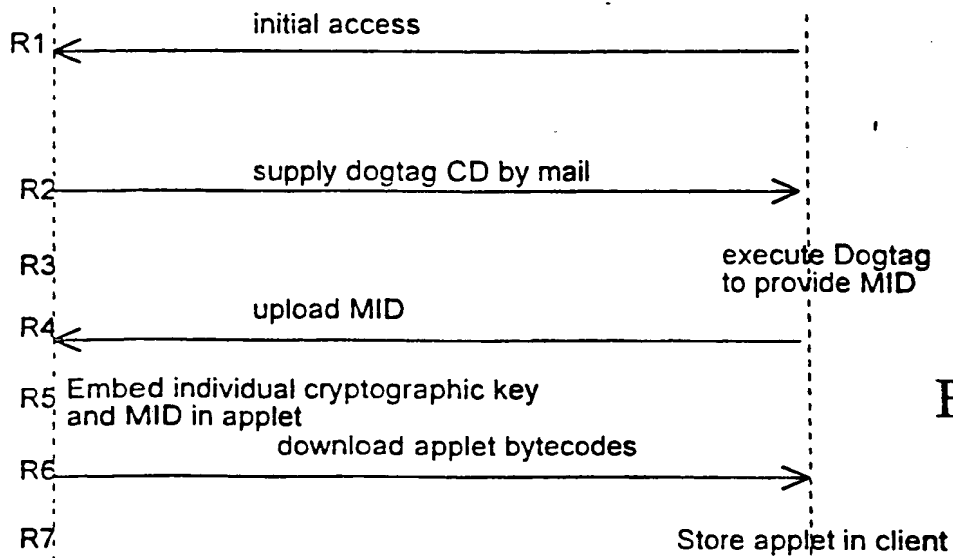 R1 initial access
R2 supply dogtag CD by mail
R3 execute Dogtag
to provide MID
R4 upload MID
R5 Embed individual cryptographic key
and MID in applet
R6 download applet bytecodes
R7 Store applet in client